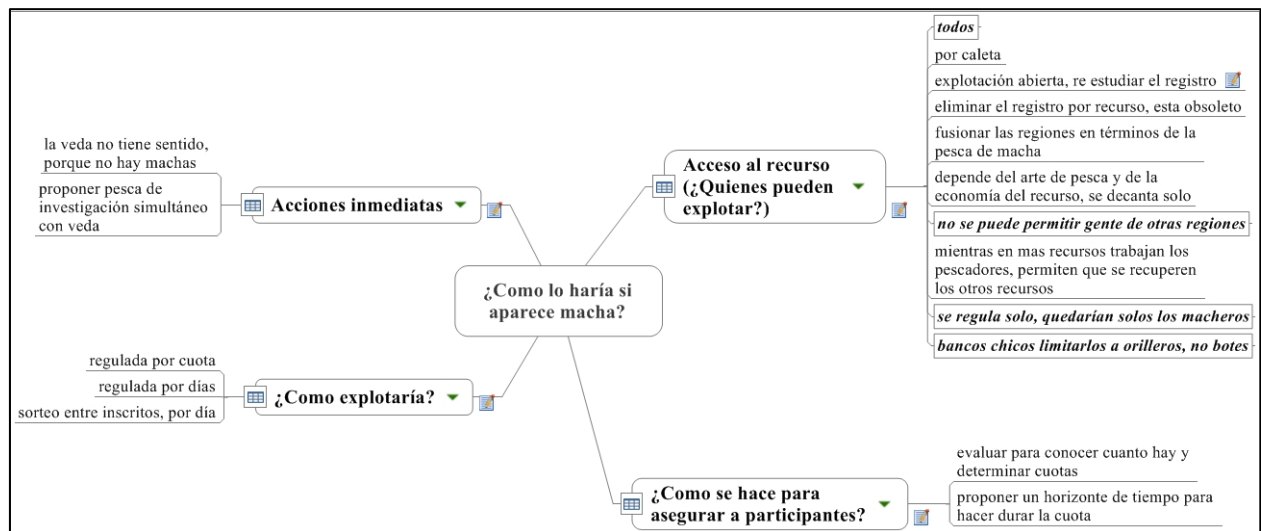 ¿Como lo haría si
aparece macha?
Acciones inmediatas
la veda no tiene sentido,
porque no hay machas
proponer pesca de
investigación simultáneo
con veda
¿Como explotaría?
regulada por cuota
regulada por días
sorteo entre inscritos, por día
Acceso al recurso
(¿Quienes pueden
explotar?)
todos
por caleta
explotación abierta, re estudiar el registro
eliminar el registro por recurso, esta obsoleto
fusionar las regiones en términos de la
pesca de macha
depende del arte de pesca y de la
economía del recurso, se decanta solo
no se puede permitir gente de otras regiones
mientras en mas recursos trabajan los
pescadores, permiten que se recuperen
los otros recursos
se regula solo, quedarían solos los macheros
bancos chicos limitarlos a orilleros, no botes
¿Como se hace para
asegurar a participantes?
evaluar para conocer cuanto hay y
determinar cuotas
proponer un horizonte de tiempo para
hacer durar la cuota